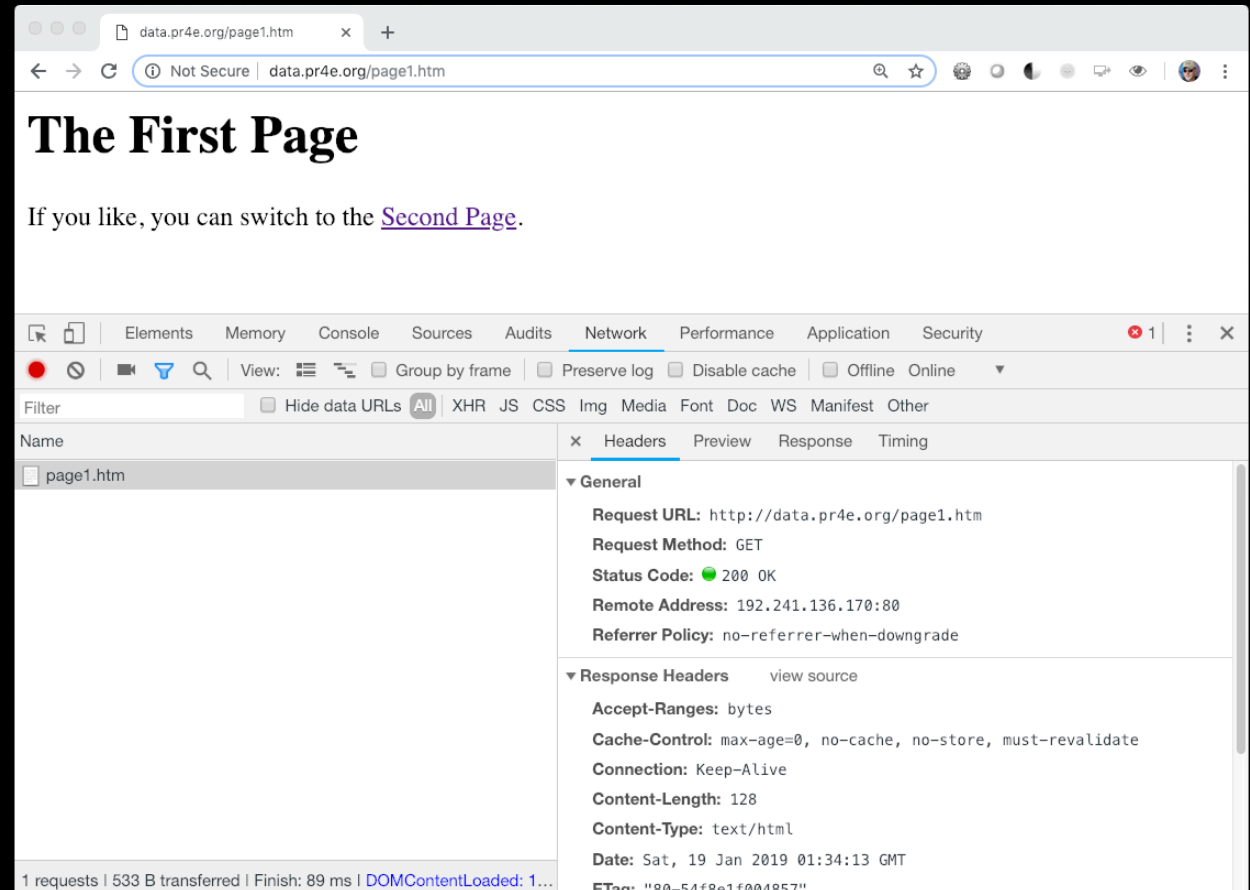 data.pr4e.org/page1.htm
Not Secure data.pr4e.org/page1.htm
The First Page
If you like, you can switch to the Second Page.
Elements Memory Console Sources Audits Network Performance Application Security 1
View: Group by frame Preserve log Disable cache Offline Online
Filter Hide data URLs All XHR JS CSS Img Media Font Doc WS Manifest Other
Name
page1.htm
1 requests | 533 B transferred | Finish: 89 ms | DOMContentLoaded: 1...
Headers Preview Response Timing
General
Request URL: http://data.pr4e.org/page1.htm
Request Method: GET
Status Code: 200 OK
Remote Address: 192.241.136.170:80
Referrer Policy: no-referrer-when-downgrade
Response Headers view source
Accept-Ranges: bytes
Cache-Control: max-age=0, no-cache, no-store, must-revalidate
Connection: Keep-Alive
Content-Length: 128
Content-Type: text/html
Date: Sat, 19 Jan 2019 01:34:13 GMT
ETag: "80-54f8e1f004857"